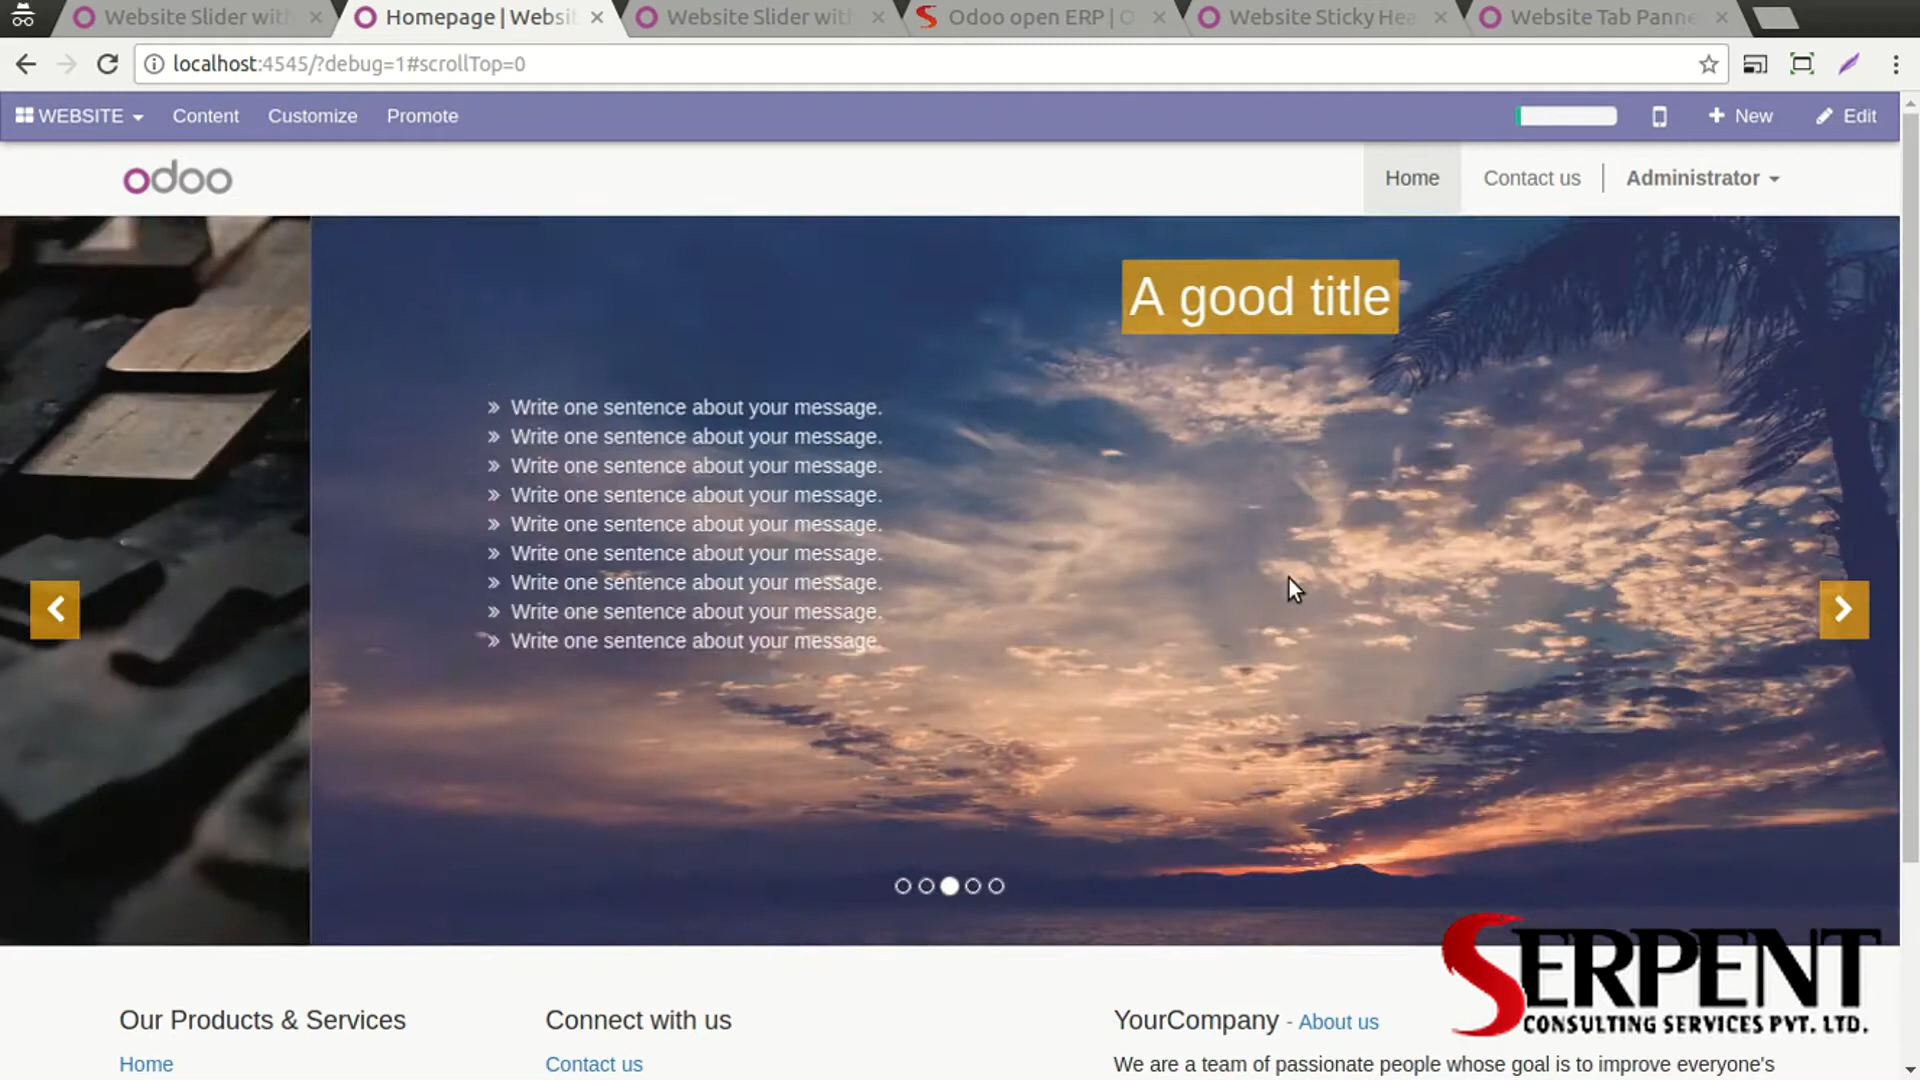 Website Slider with
Homepage | Websit
Website Slider with
Odoo open ERP | O
Website Sticky Hea
Website Tab Panne
localhost:4545/?debug=1#scrollTop=0
WEBSITE Content Customize Promote New Edit
odoo Home Contact us Administrator
A good title
» Write one sentence about your message.
» Write one sentence about your message.
» Write one sentence about your message.
» Write one sentence about your message.
» Write one sentence about your message.
» Write one sentence about your message.
» Write one sentence about your message.
» Write one sentence about your message.
» Write one sentence about your message.
SERPENT
CONSULTING SERVICES PVT. LTD.
Our Products & Services
Home
Connect with us
Contact us
YourCompany - About us
We are a team of passionate people whose goal is to improve everyone's